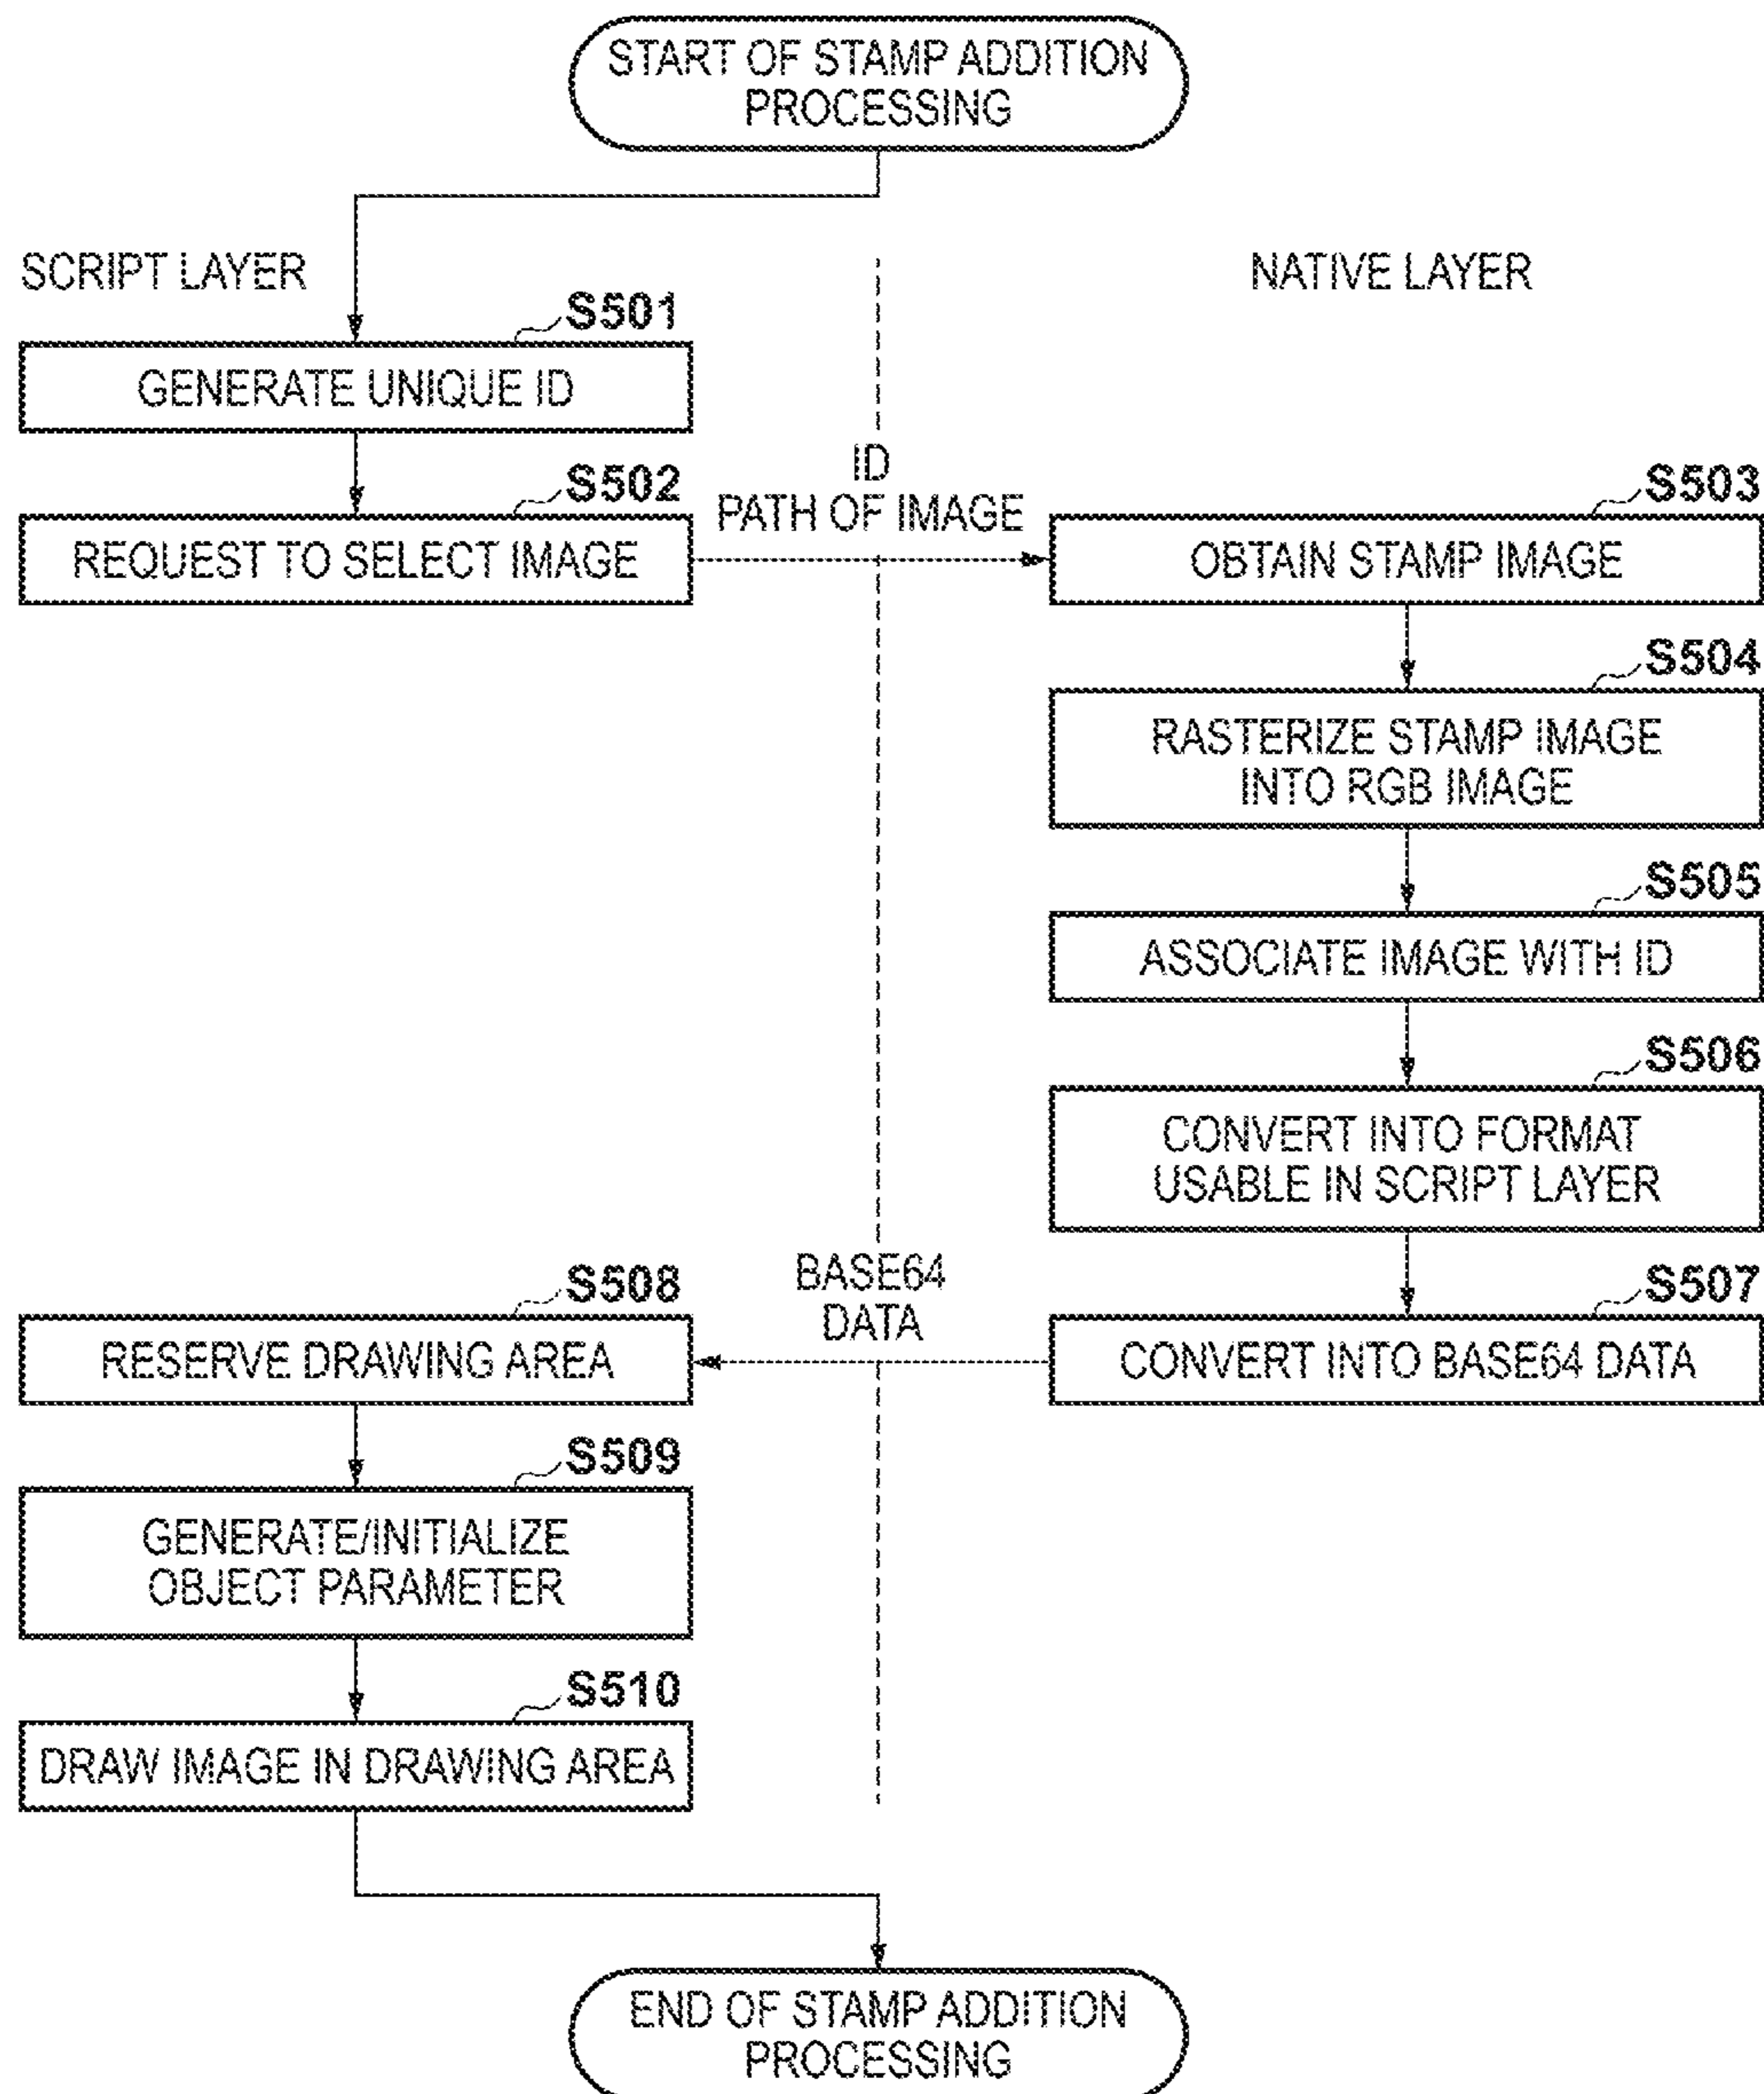 START OF STAMP ADDITION
PROCESSING
SCRIPT LAYER
NATIVE LAYER
S501
GENERATE UNIQUE ID
S502
REQUEST TO SELECT IMAGE
ID
PATH OF IMAGE
S503
OBTAIN STAMP IMAGE
S504
RASTERIZE STAMP IMAGE
INTO RGB IMAGE
S505
ASSOCIATE IMAGE WITH ID
S506
CONVERT INTO FORMAT
USABLE IN SCRIPT LAYER
S507
CONVERT INTO BASE64 DATA
BASE64
DATA
S508
RESERVE DRAWING AREA
S509
GENERATE/INITIALIZE
OBJECT PARAMETER
S510
DRAW IMAGE IN DRAWING AREA
END OF STAMP ADDITION
PROCESSING